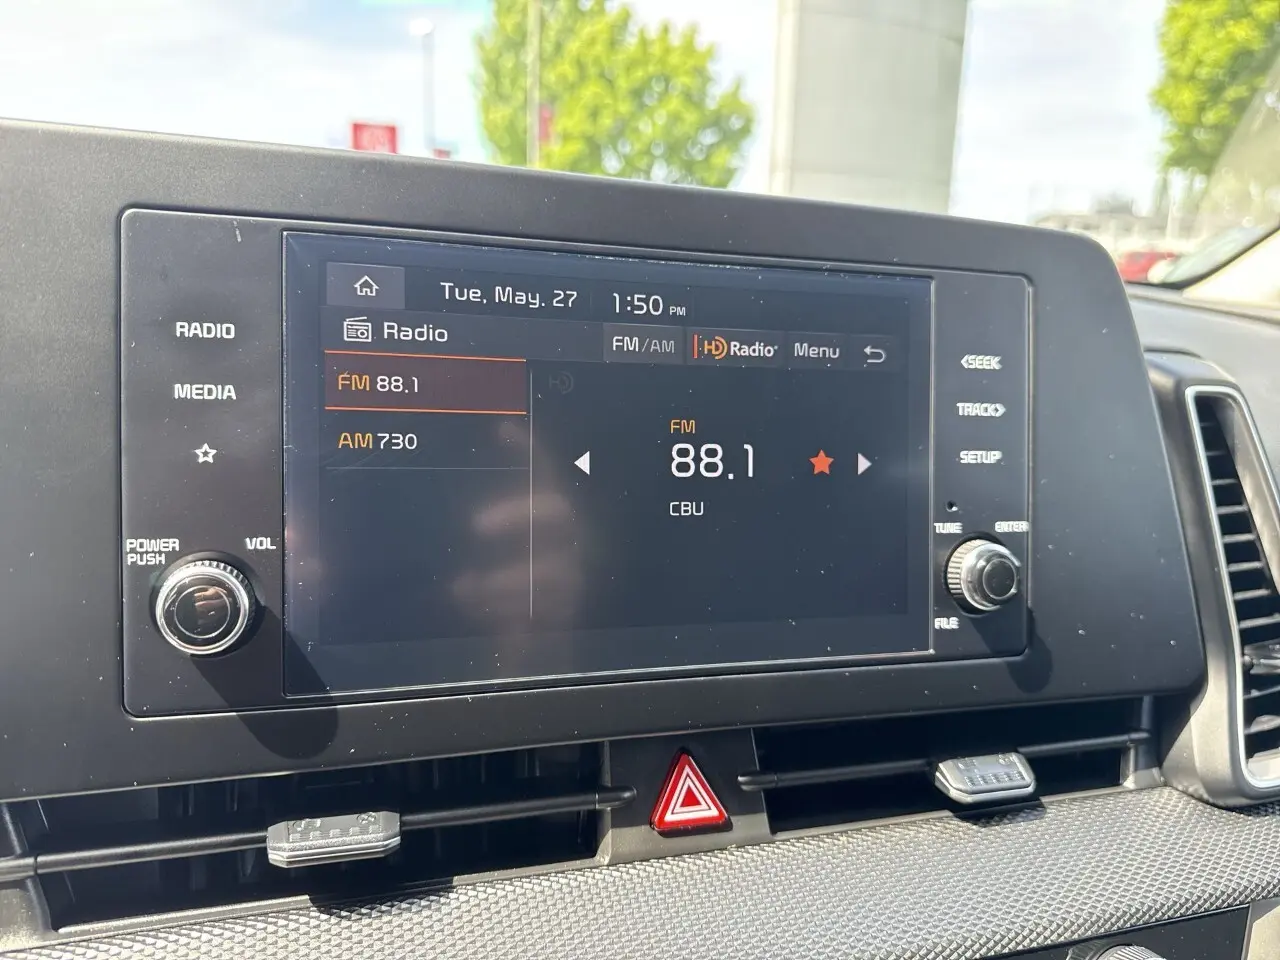 RADIO
MEDIA
POWER
PUSH
VOL
Tue, May. 27
1:50 PM
Radio
FM/AM
HD Radio
Menu
FM 88.1
AM 730
HD
FM
88.1
CBU
<SEEK
TRACK>
SETUP
TUNE
ENTER
FILE